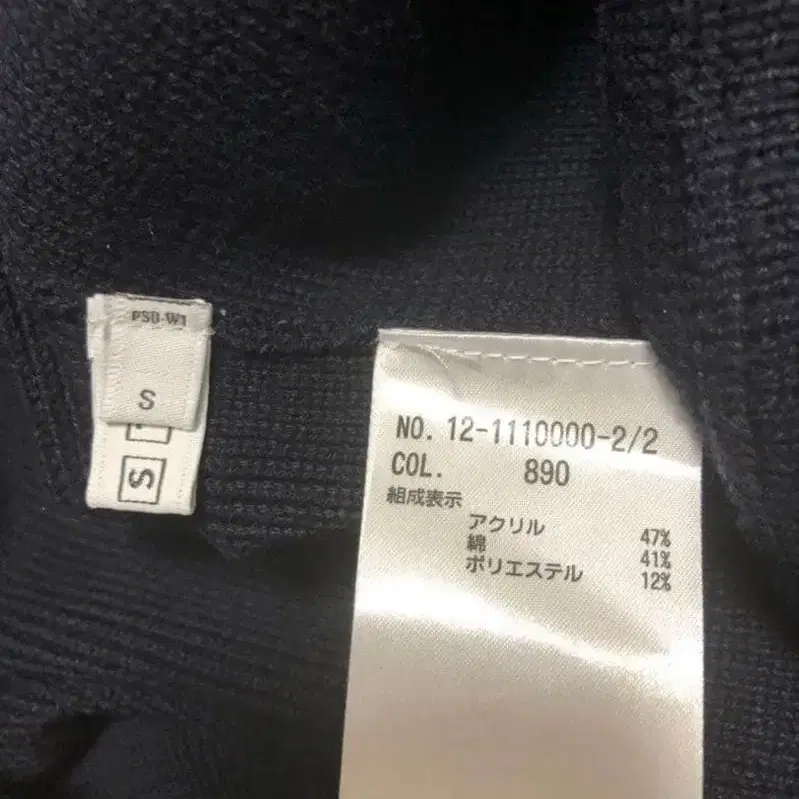 PSD-W1
S
S
NO. 12-1110000-2/2
COL. 890
組成表示
アクリル 47%
綿 41%
ポリエステル 12%